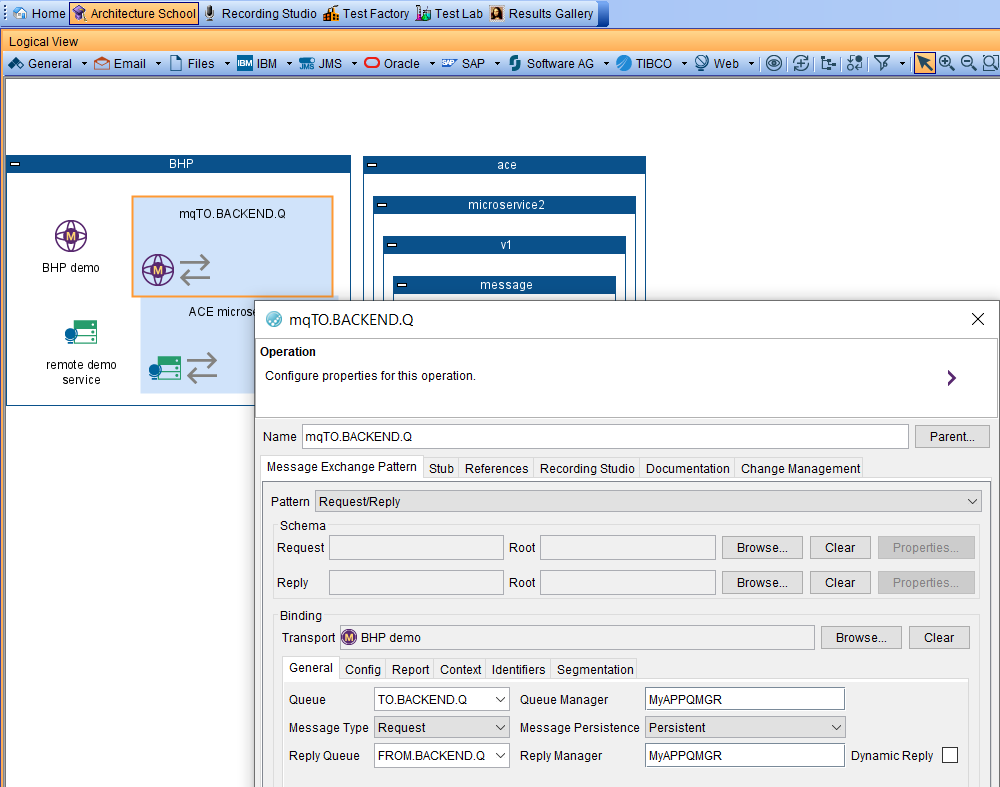 Home Architecture School Recording Studio Test Factory Test Lab Results Gallery
Logical View
General Email Files IBM IBM JMS JMS Oracle SAP SAP Software AG TIBCO Web
BHP
ace
mqTO.BACKEND.Q
microservice2
M
BHP demo
v1
M
message
ACE microse
remote demo
service
mqTO.BACKEND.Q
Operation
Configure properties for this operation.
Name mqTO.BACKEND.Q Parent...
Message Exchange Pattern Stub References Recording Studio Documentation Change Management
Pattern Request/Reply
Schema
Request Root Browse... Clear Properties...
Reply Root Browse... Clear Properties...
Binding
Transport M BHP demo Browse... Clear
General Config Report Context Identifiers Segmentation
Queue TO.BACKEND.Q Queue Manager MyAPPQMGR
Message Type Request Message Persistence Persistent
Reply Queue FROM.BACKEND.Q Reply Manager MyAPPQMGR Dynamic Reply